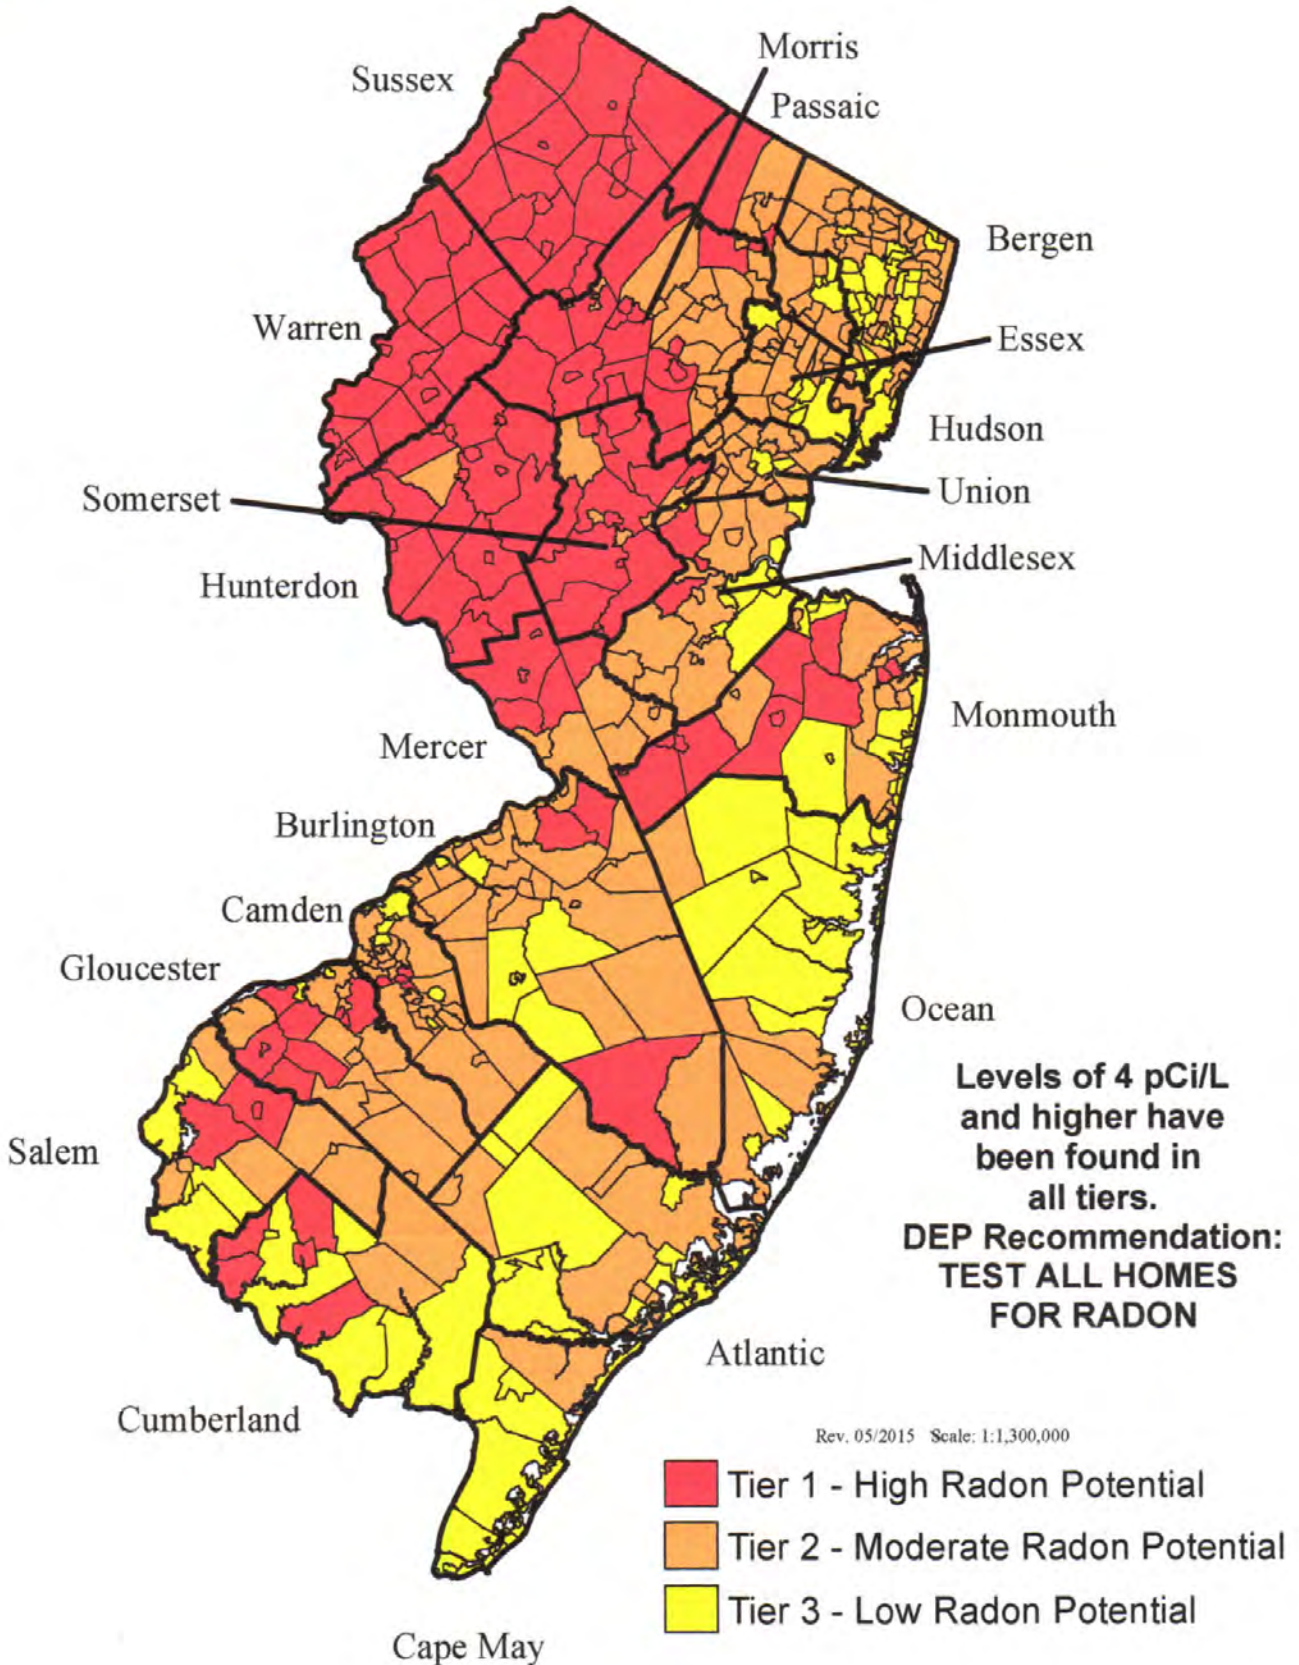 Morris
Sussex
Passaic
Bergen
Warren
Essex
Hudson
Somerset
Union
Middlesex
Hunterdon
Monmouth
Mercer
Burlington
Camden
Gloucester
Ocean
Levels of 4 pCi/L
and higher have
been found in
all tiers.
DEP Recommendation:
TEST ALL HOMES
FOR RADON
Salem
Atlantic
Cumberland
Rev. 05/2015 Scale: 1:1,300,000
Tier 1 - High Radon Potential
Tier 2 - Moderate Radon Potential
Tier 3 - Low Radon Potential
Cape May